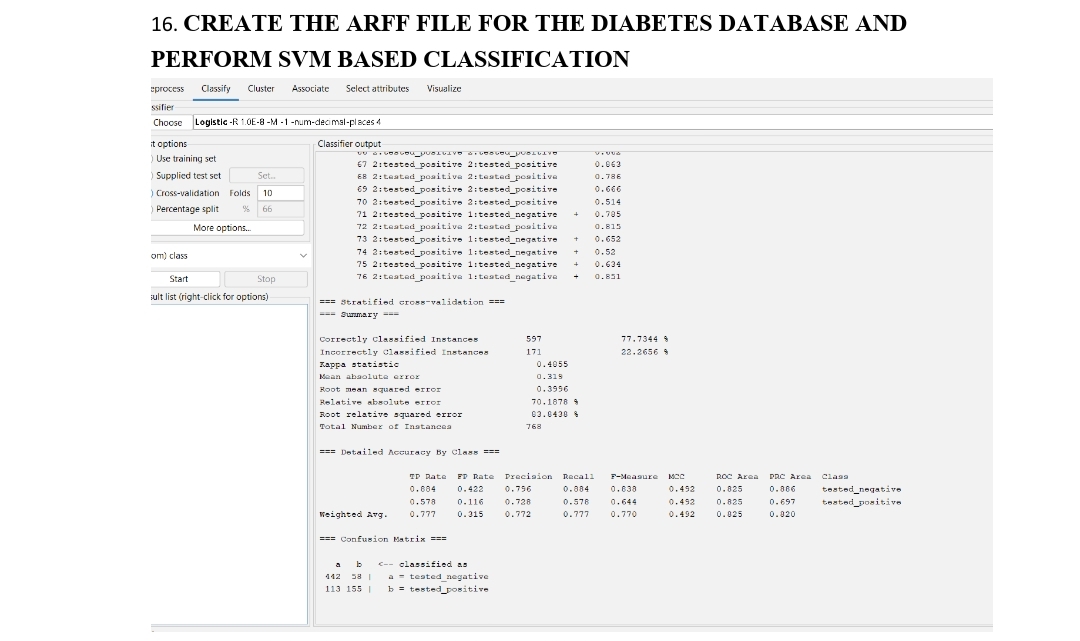 16. CREATE THE ARFF FILE FOR THE DIABETES DATABASE AND
PERFORM SVM BASED CLASSIFICATION
eprocess Classify Cluster Associate Select attributes Visualize
ssifier
Choose Logistic -R 1.0E-8 -M -1 -num-decimal-places 4
t options
Use training set
Supplied test set Set...
Cross-validation Folds 10
Percentage split % 66
More options...
om) class
Start Stop
sult list (right-click for options)
Classifier output
67 2:tested_positive 2:tested_positive 0.863
68 2:tested_positive 2:tested_positive 0.786
69 2:tested_positive 2:tested_positive 0.666
70 2:tested_positive 2:tested_positive 0.514
71 2:tested_positive 1:tested_negative + 0.785
72 2:tested_positive 2:tested_positive 0.815
73 2:tested_positive 1:tested_negative + 0.652
74 2:tested_positive 1:tested_negative + 0.52
75 2:tested_positive 1:tested_negative + 0.634
76 2:tested_positive 1:tested_negative + 0.851
=== Stratified cross-validation ===
=== Summary ===
Correctly Classified Instances 597 77.7344 %
Incorrectly Classified Instances 171 22.2656 %
Kappa statistic 0.4855
Mean absolute error 0.319
Root mean squared error 0.3996
Relative absolute error 70.1878 %
Root relative squared error 83.8438 %
Total Number of Instances 768
=== Detailed Accuracy By Class ===
TP Rate FP Rate Precision Recall F-Measure MCC ROC Area PRC Area Class
0.884 0.422 0.796 0.884 0.838 0.492 0.825 0.886 tested_negative
0.578 0.116 0.728 0.578 0.644 0.492 0.825 0.697 tested_positive
Weighted Avg. 0.777 0.315 0.772 0.777 0.770 0.492 0.825 0.820
=== Confusion Matrix ===
a b <-- classified as
442 58 | a = tested_negative
113 155 | b = tested_positive